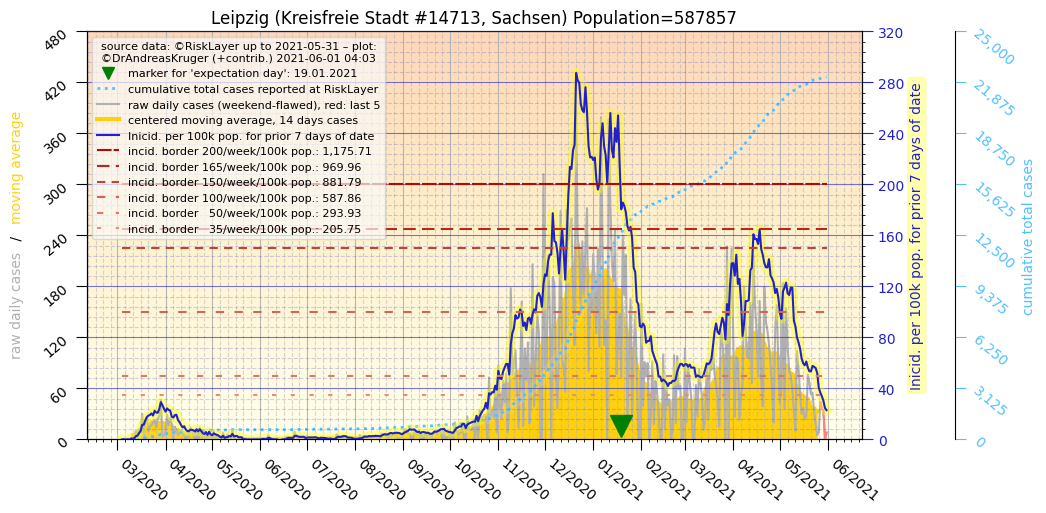 Leipzig (Kreisfreie Stadt #14713, Sachsen) Population=587857
source data: ©RiskLayer up to 2021-05-31 – plot:
©DrAndreasKruger (+contrib.) 2021-06-01 04:03
marker for 'expectation day': 19.01.2021
cumulative total cases reported at RiskLayer
raw daily cases (weekend-flawed), red: last 5
centered moving average, 14 days cases
Inicid. per 100k pop. for prior 7 days of date
incid. border 200/week/100k pop.: 1,175.71
incid. border 165/week/100k pop.: 969.96
incid. border 150/week/100k pop.: 881.79
incid. border 100/week/100k pop.: 587.86
incid. border 50/week/100k pop.: 293.93
incid. border 35/week/100k pop.: 205.75
raw daily cases / moving average
480
420
360
300
240
180
120
60
0
03/2020
04/2020
05/2020
06/2020
07/2020
08/2020
09/2020
10/2020
11/2020
12/2020
01/2021
02/2021
03/2021
04/2021
05/2021
06/2021
320
280
240
200
160
120
80
40
0
Inicid. per 100k pop. for prior 7 days of date
25,000
21,875
18,750
15,625
12,500
9,375
6,250
3,125
0
cumulative total cases